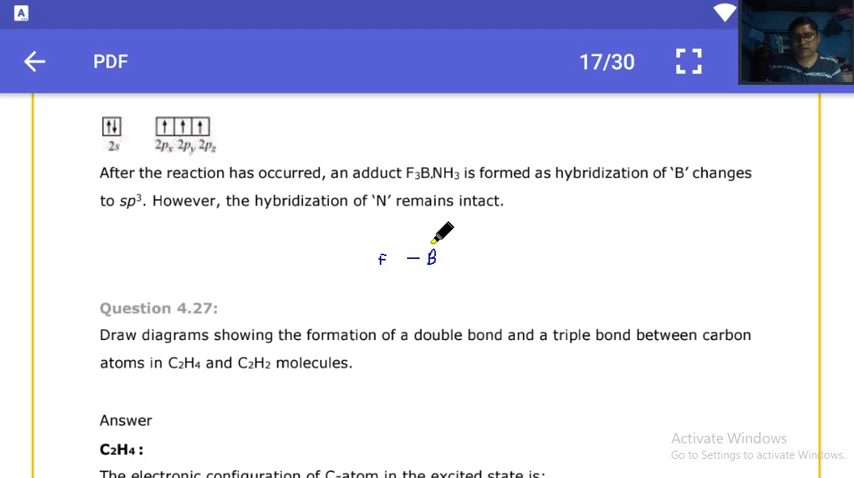 A
PDF
17/30
2s
2px 2py 2pz
After the reaction has occurred, an adduct F₃B.NH₃ is formed as hybridization of ‘B’ changes
to sp³. However, the hybridization of ‘N’ remains intact.
F – B
Question 4.27:
Draw diagrams showing the formation of a double bond and a triple bond between carbon
atoms in C₂H₄ and C₂H₂ molecules.
Answer
C₂H₄ :
The electronic configuration of C-atom in the excited state is:
Activate Windows
Go to Settings to activate Windows.